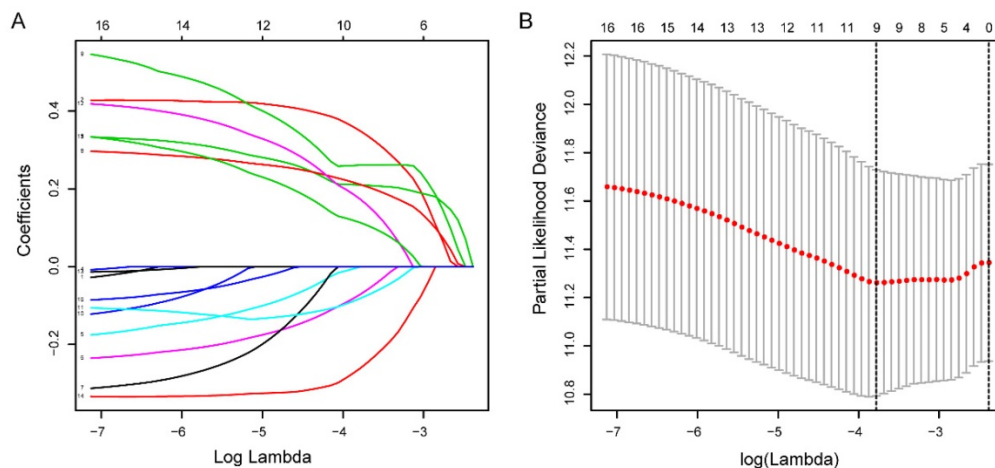 A
16 14 12 10 6
Coefficients
0.4
0.2
0.0
−0.2
−7 −6 −5 −4 −3
Log Lambda
B
16 16 15 14 13 13 12 11 11 9 9 8 5 4 0
Partial Likelihood Deviance
12.2
12.0
11.8
11.6
11.4
11.2
11.0
10.8
−7 −6 −5 −4 −3
log(Lambda)